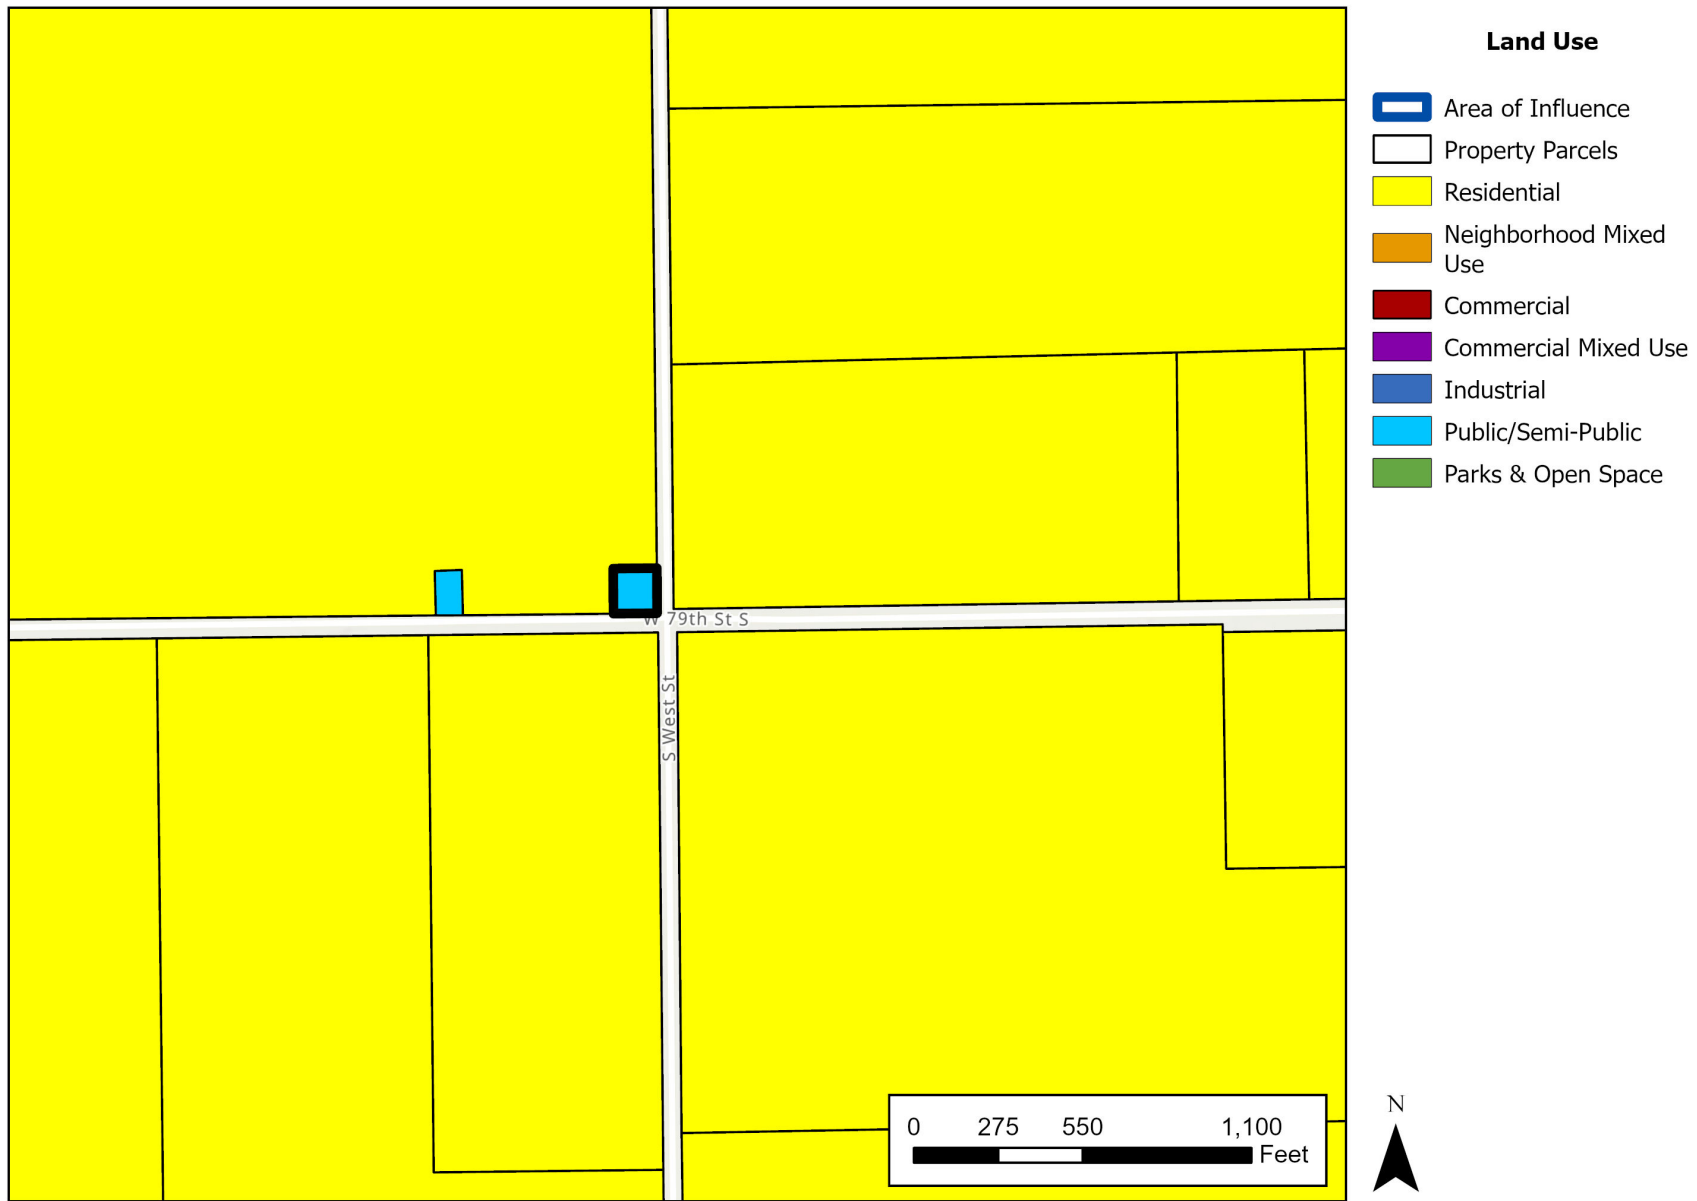 Land Use
Area of Influence
Property Parcels
Residential
Neighborhood Mixed
Use
Commercial
Commercial Mixed Use
Industrial
Public/Semi-Public
Parks & Open Space
W 79th St S
S West St
0 275 550 1,100
Feet
N